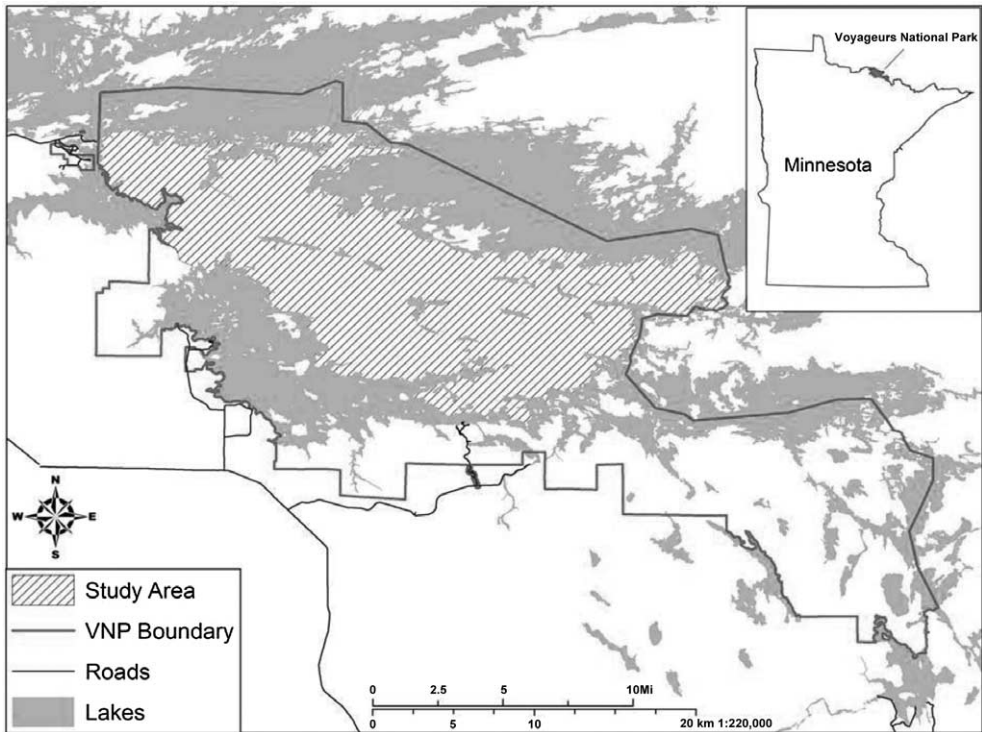 Voyageurs National Park
Minnesota
N
W E
S
Study Area
VNP Boundary
Roads
Lakes
0 2.5 5 10Mi
0 5 10 20 km 1:220,000